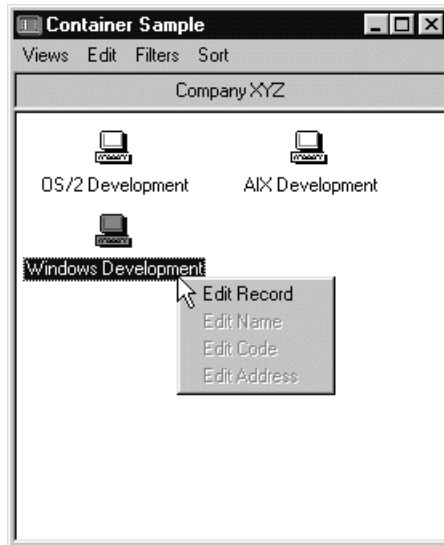 Container Sample
Views Edit Filters Sort
Company XYZ
OS/2 Development AIX Development
Windows Development
Edit Record
Edit Name
Edit Code
Edit Address